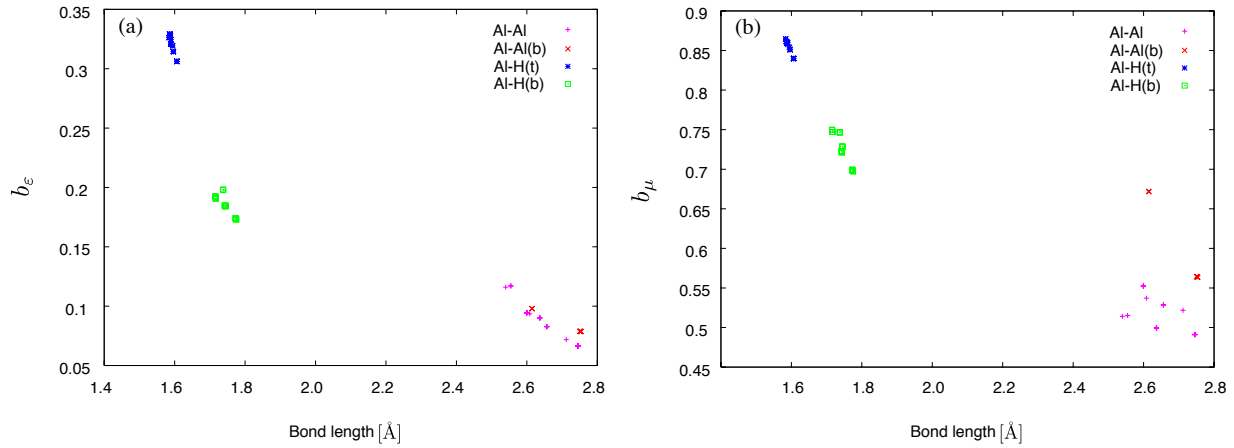 (a)
Al-Al
Al-Al(b)
Al-H(t)
Al-H(b)
0.35
0.3
0.25
0.2
0.15
0.1
0.05
bε
1.4 1.6 1.8 2.0 2.2 2.4 2.6 2.8
Bond length [Å]
(b)
Al-Al
Al-Al(b)
Al-H(t)
Al-H(b)
0.9
0.85
0.8
0.75
0.7
0.65
0.6
0.55
0.5
0.45
bμ
1.6 1.8 2.0 2.2 2.4 2.6 2.8
Bond length [Å]